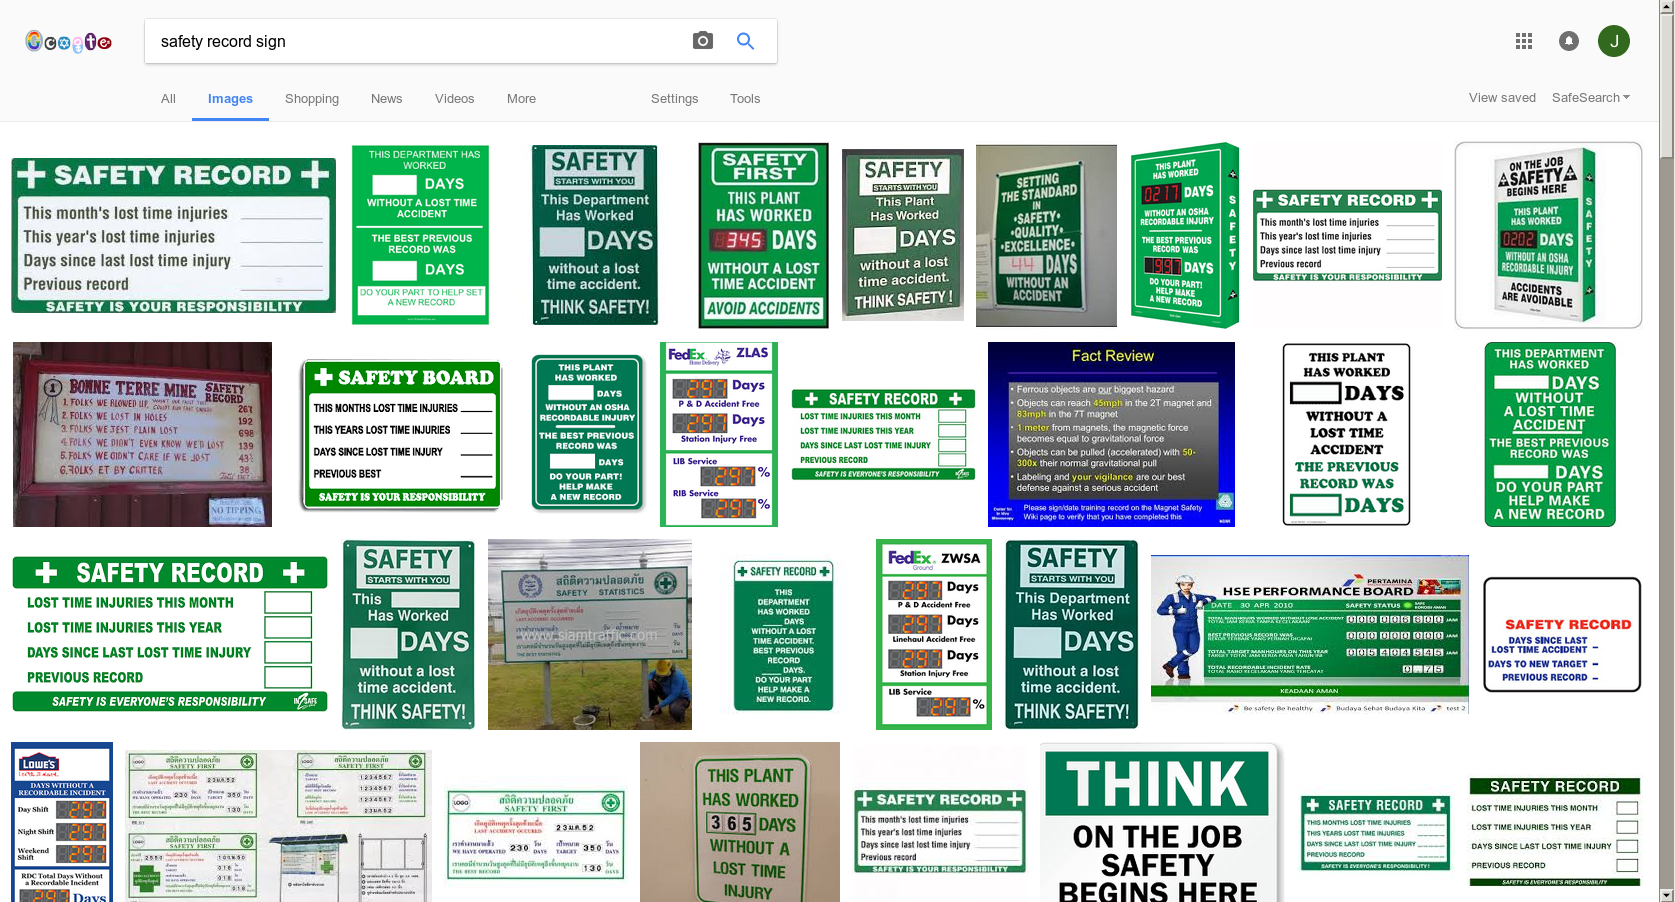 safety record sign
J
All
Images
Shopping
News
Videos
More
Settings
Tools
View saved
SafeSearch
SAFETY RECORD
This month's lost time injuries
This year's lost time injuries
Days since last lost time injury
Previous record
SAFETY IS YOUR RESPONSIBILITY
THIS DEPARTMENT HAS
WORKED
DAYS
WITHOUT A LOST TIME
ACCIDENT
THE BEST PREVIOUS
RECORD WAS
DAYS
DO YOUR PART TO HELP SET
A NEW RECORD
SAFETY
STARTS WITH YOU
This Department
Has Worked
DAYS
without a lost
time accident.
THINK SAFETY!
SAFETY
FIRST
THIS PLANT
HAS WORKED
345 DAYS
WITHOUT A LOST
TIME ACCIDENT
AVOID ACCIDENTS
SAFETY
STARTS WITH YOU
This Plant
Has Worked
DAYS
without a lost
time accident.
THINK SAFETY!
SETTING
THE STANDARD
IN
•SAFETY•
•QUALITY•
•EXCELLENCE•
44 DAYS
WITHOUT AN
ACCIDENT
THIS PLANT
HAS WORKED
0217 DAYS
WITHOUT AN OSHA
RECORDABLE INJURY
THE BEST PREVIOUS
RECORD WAS
DAYS
DO YOUR PART!
HELP MAKE
A NEW RECORD
SAFETY
SAFETY RECORD
This month's lost time injuries
This year's lost time injuries
Days since last lost time injury
Previous record
SAFETY IS YOUR RESPONSIBILITY
ON THE JOB
SAFETY
BEGINS HERE
THIS PLANT
HAS WORKED
0202 DAYS
WITHOUT AN OSHA
RECORDABLE INJURY
ACCIDENTS
ARE AVOIDABLE
SAFETY
BONNE TERRE MINE SAFETY RECORD
1. FOLKS WE BLOWED UP 267
2. FOLKS WE LOST IN HOLES 192
3. FOLKS WE JEST PLAIN LOST 698
4. FOLKS WE DIDN'T EVEN KNOW WE'D LOST 139
5. FOLKS WE DIDN'T CARE IF WE LOST
6. FOLKS ET BY CRITTER 38
NO TIPPING
SAFETY BOARD
THIS MONTHS LOST TIME INJURIES
THIS YEARS LOST TIME INJURIES
DAYS SINCE LAST LOST TIME INJURY
PREVIOUS BEST
SAFETY IS YOUR RESPONSIBILITY
THIS PLANT
HAS WORKED
DAYS
WITHOUT AN OSHA
RECORDABLE INJURY
THE BEST PREVIOUS
RECORD WAS
DAYS
DO YOUR PART!
HELP MAKE
A NEW RECORD
FedEx ZLAS
Home Delivery
297 Days
P & D Accident Free
297 Days
Station Injury Free
LIB Service
297 %
RIB Service
297 %
SAFETY RECORD
LOST TIME INJURIES THIS MONTH
LOST TIME INJURIES THIS YEAR
DAYS SINCE LAST LOST TIME INJURY
PREVIOUS RECORD
SAFETY IS EVERYONE'S RESPONSIBILITY
Fact Review
• Ferrous objects are our biggest hazard
• Objects can reach 45mph in the 2T magnet and
83mph in the 7T magnet
• 1 meter from magnets, the magnetic force
becomes equal to gravitational force
• Objects can be pulled (accelerated) with 50-
300x their normal gravitational pull
• Labeling and your vigilance are our best
defense against a serious accident
Please sign/date training record on the Magnet Safety
Wiki page to verify that you have completed this
THIS PLANT
HAS WORKED
DAYS
WITHOUT A
LOST TIME
ACCIDENT
THE PREVIOUS
RECORD WAS
DAYS
THIS DEPARTMENT
HAS WORKED
DAYS
WITHOUT
A LOST TIME
ACCIDENT
THE BEST PREVIOUS
RECORD WAS
DAYS
DO YOUR PART
HELP MAKE
A NEW RECORD
SAFETY RECORD
LOST TIME INJURIES THIS MONTH
LOST TIME INJURIES THIS YEAR
DAYS SINCE LAST LOST TIME INJURY
PREVIOUS RECORD
SAFETY IS EVERYONE'S RESPONSIBILITY
SAFETY
STARTS WITH YOU
This
Has Worked
DAYS
without a lost
time accident.
THINK SAFETY!
สถิติความปลอดภัย
SAFETY STATISTICS
www.siamtraffic.com
SAFETY RECORD
THIS
DEPARTMENT
HAS WORKED
DAYS
WITHOUT A LOST
TIME ACCIDENT.
BEST PREVIOUS
RECORD
DAYS.
DO YOUR PART
HELP MAKE A
NEW RECORD.
FedEx ZWSA
Ground
297 Days
P & D Accident Free
297 Days
Linehaul Accident Free
297 Days
Station Injury Free
LIB Service
297 %
SAFETY
STARTS WITH YOU
This Department
Has Worked
DAYS
without a lost
time accident.
THINK SAFETY!
PERTAMINA
HSE PERFORMANCE BOARD
DATE 30 APR 2010 SAFETY STATUS
KEADAAN AMAN
Be safety Be healthy
Budaya Sehat Budaya Kita
test 2
SAFETY RECORD
DAYS SINCE LAST
LOST TIME ACCIDENT –
DAYS TO NEW TARGET –
PREVIOUS RECORD –
LOWE'S
DAYS WITHOUT A
RECORDABLE INCIDENT
Day Shift 297
Night Shift 297
Weekend
Shift 297
RDC Total Days Without
a Recordable Incident
297 Days
สถิติความปลอดภัย
SAFETY FIRST
LOGO
สถิติความปลอดภัย
SAFETY FIRST
LAST ACCIDENT OCCURED
230 DAYS
350 DAYS
THE BEST RECORD
130 DAYS
THIS PLANT
HAS WORKED
365 DAYS
WITHOUT A
LOST TIME
INJURY
SAFETY RECORD
This month's lost time injuries
This year's lost time injuries
Days since last lost time injury
Previous record
SAFETY IS YOUR RESPONSIBILITY
THINK
ON THE JOB
SAFETY
BEGINS HERE
SAFETY RECORD
THIS MONTHS LOST TIME INJURIES
THIS YEARS LOST TIME INJURIES
DAYS SINCE LAST LOST TIME INJURY
PREVIOUS RECORD
SAFETY IS EVERYONE'S RESPONSIBILITY!
SAFETY RECORD
LOST TIME INJURIES THIS MONTH
LOST TIME INJURIES THIS YEAR
DAYS SINCE LAST LOST TIME INJURY
PREVIOUS RECORD
SAFETY IS EVERYONE'S RESPONSIBILITY